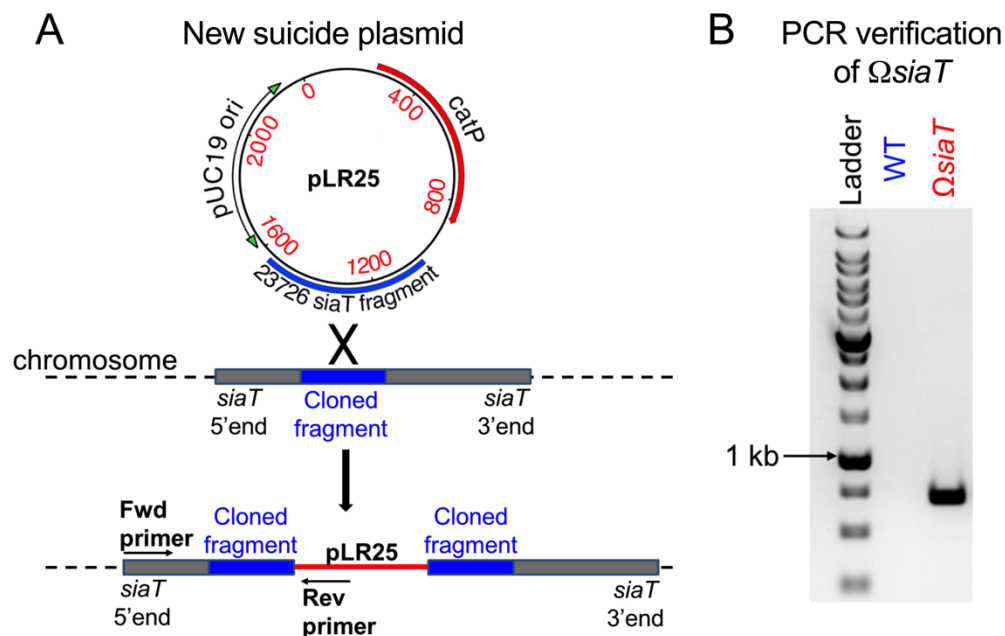 A
New suicide plasmid
0
400
catP
800
1200
1600
2000
pUC19 ori
pLR25
23726 siaT fragment
X
chromosome
siaT
5'end
Cloned
fragment
siaT
3'end
Fwd
primer
Cloned
fragment
pLR25
Cloned
fragment
siaT
5'end
Rev
primer
siaT
3'end
B
PCR verification
of ΩsiaT
Ladder
WT
ΩsiaT
1 kb